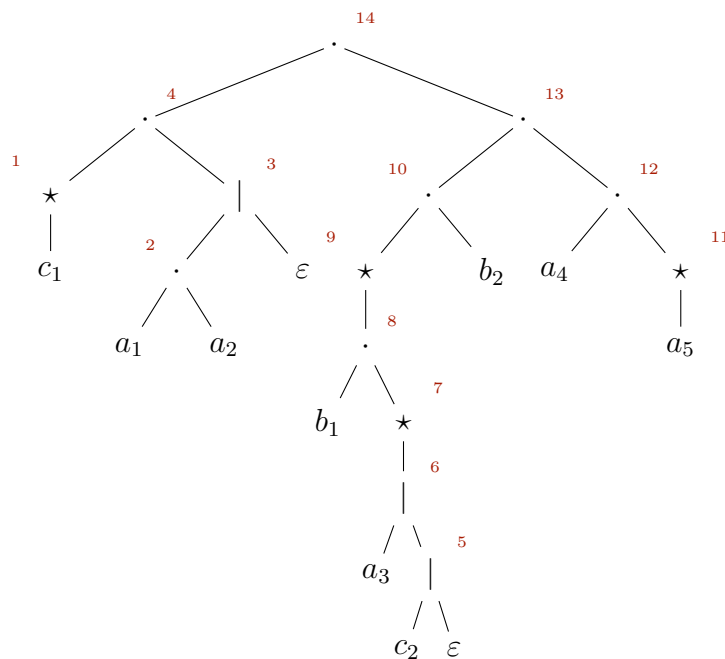 14
·
4 13
· ·
1 3 10 12
⋆ | · ·
2 9 11
c₁ · ε ⋆ b₂ a₄ ⋆
8
a₁ a₂ · a₅
7
b₁ ⋆
6
|
5
a₃ |
c₂ ε